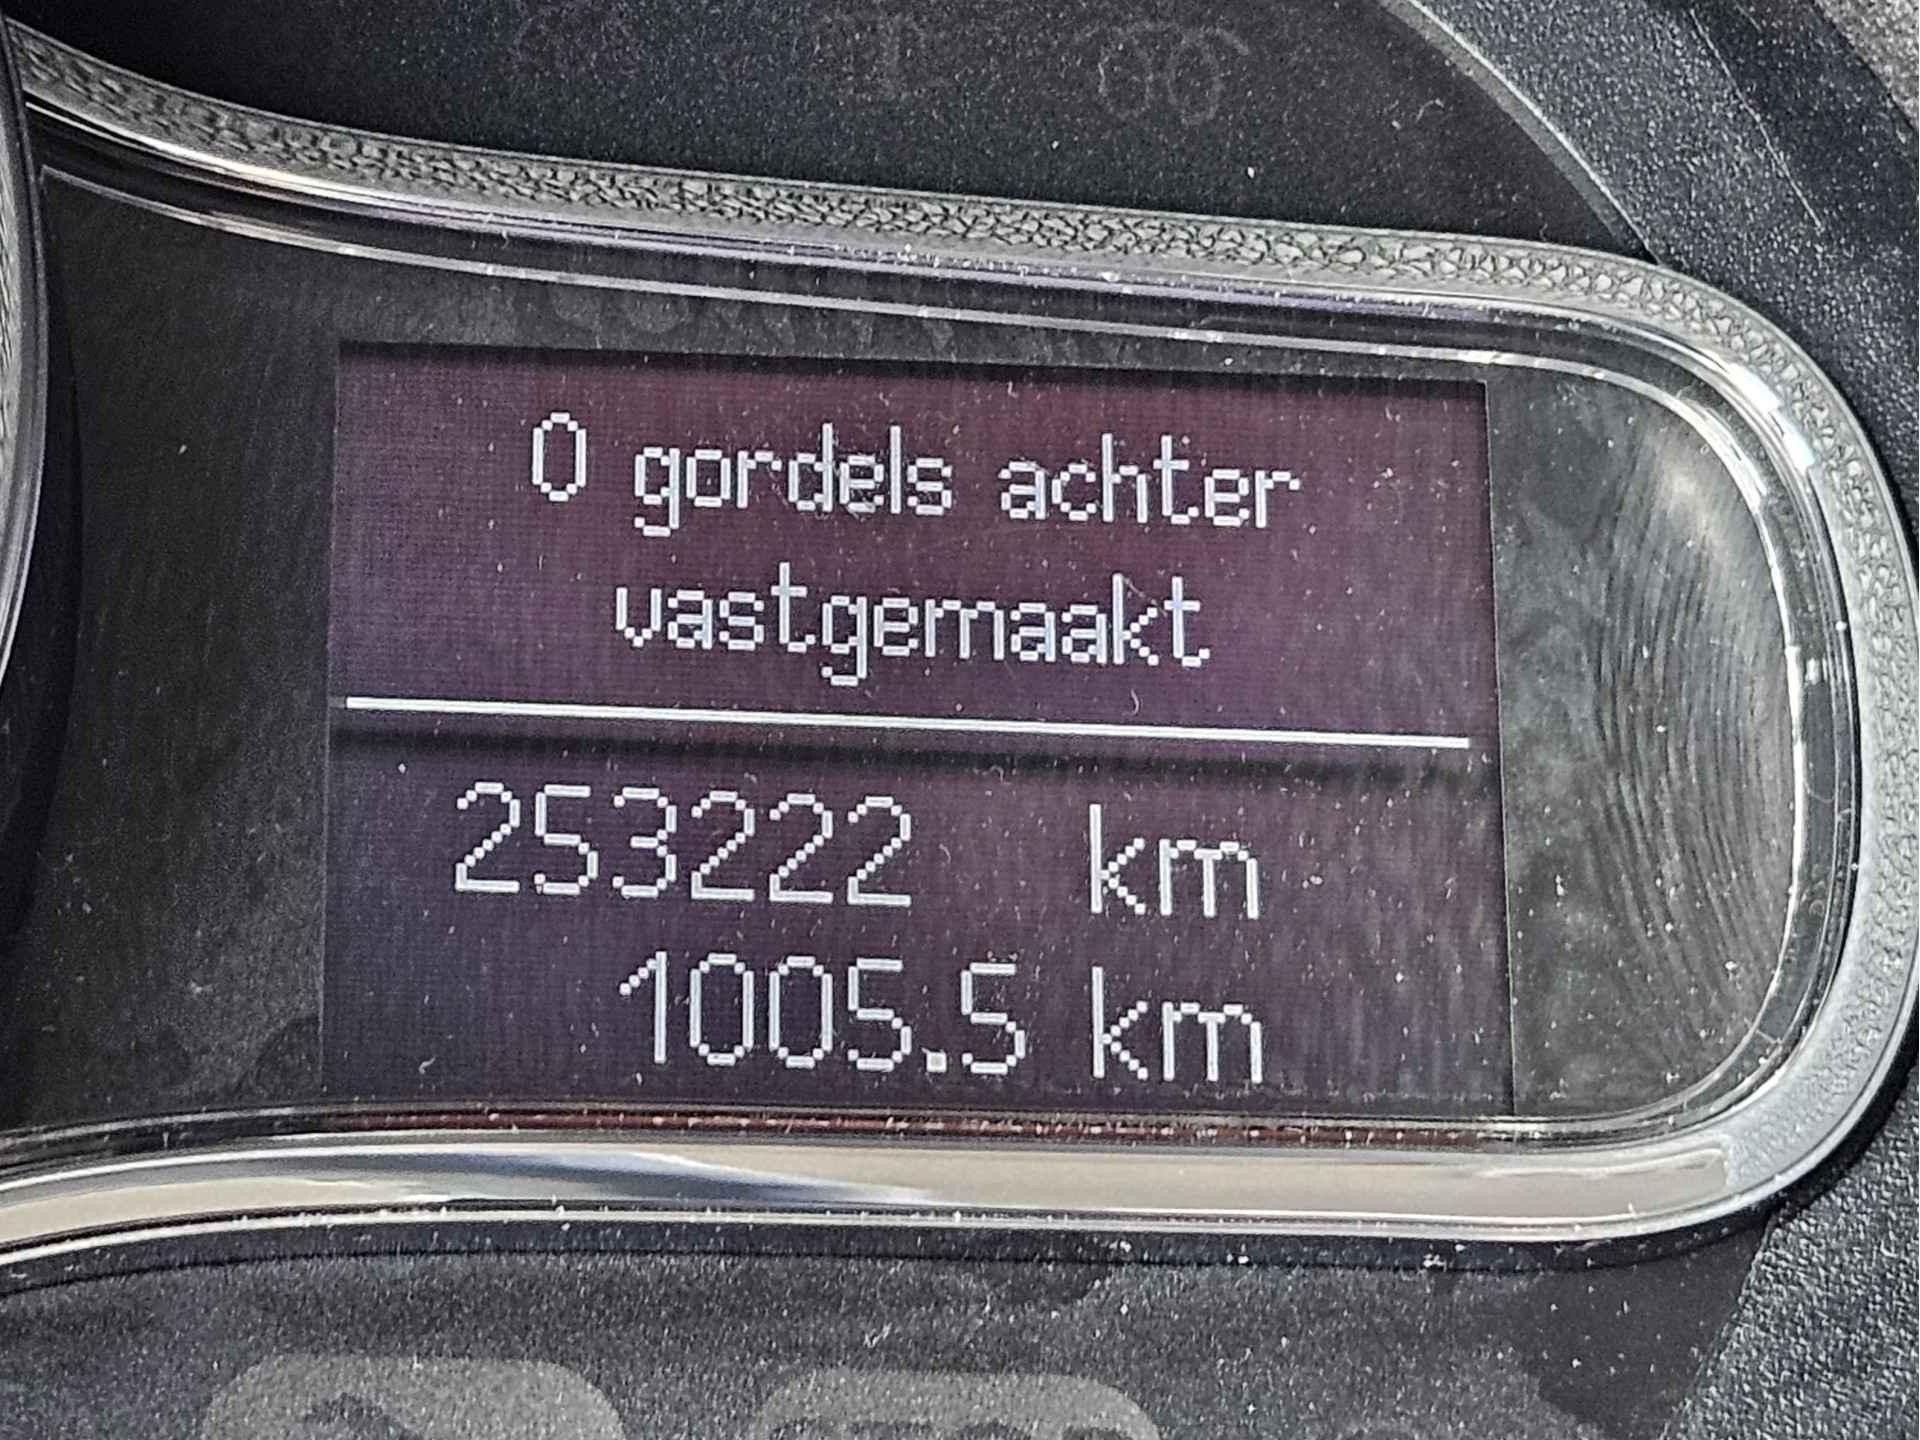 0 gordels achter
vastgemaakt
253222 km
1005.5 km